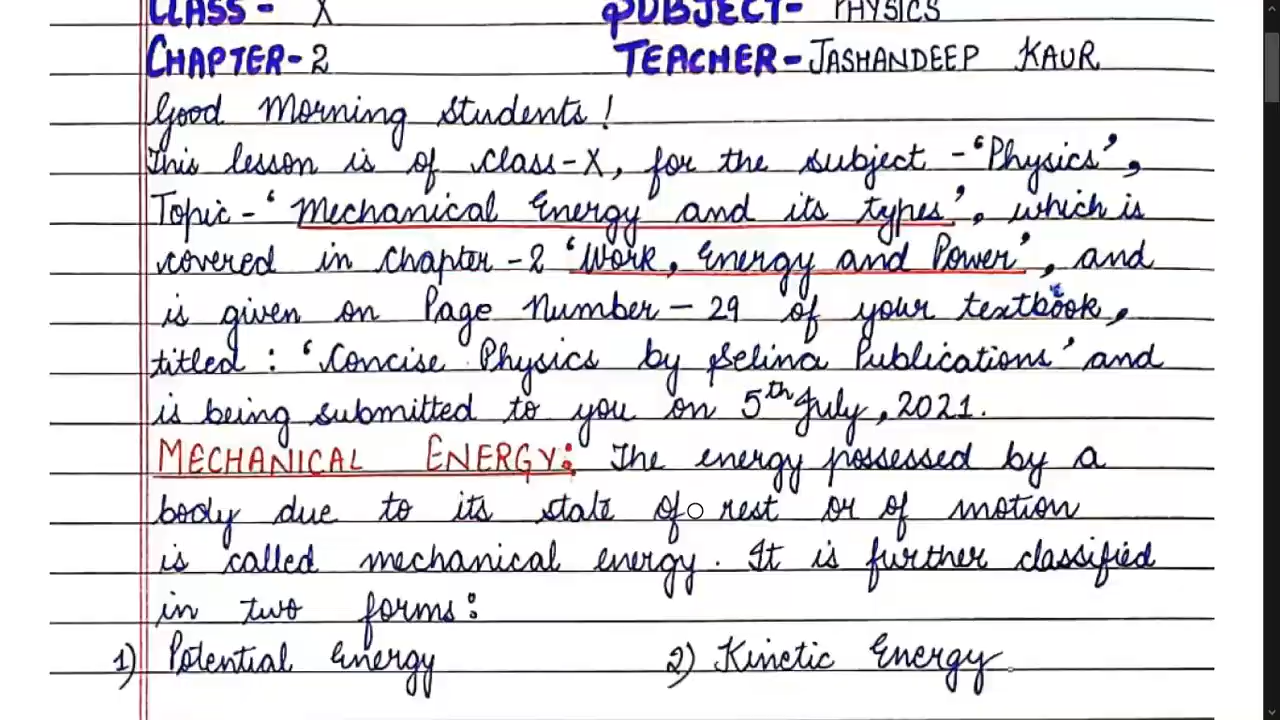 CLASS- X SUBJECT- PHYSICS
CHAPTER-2 TEACHER-JASHANDEEP KAUR
Good Morning Students!
This lesson is of class-X, for the subject -'Physics',
Topic-'Mechanical Energy and its types', which is
covered in chapter-2 'Work, Energy and Power', and
is given on Page Number-29 of your textbook,
titled : 'Concise Physics by Selina Publications' and
is being submitted to you on 5th July, 2021.
MECHANICAL ENERGY: The energy possessed by a
body due to its state of rest or of motion
is called mechanical energy. It is further classified
in two forms:
1) Potential Energy 2) Kinetic Energy.